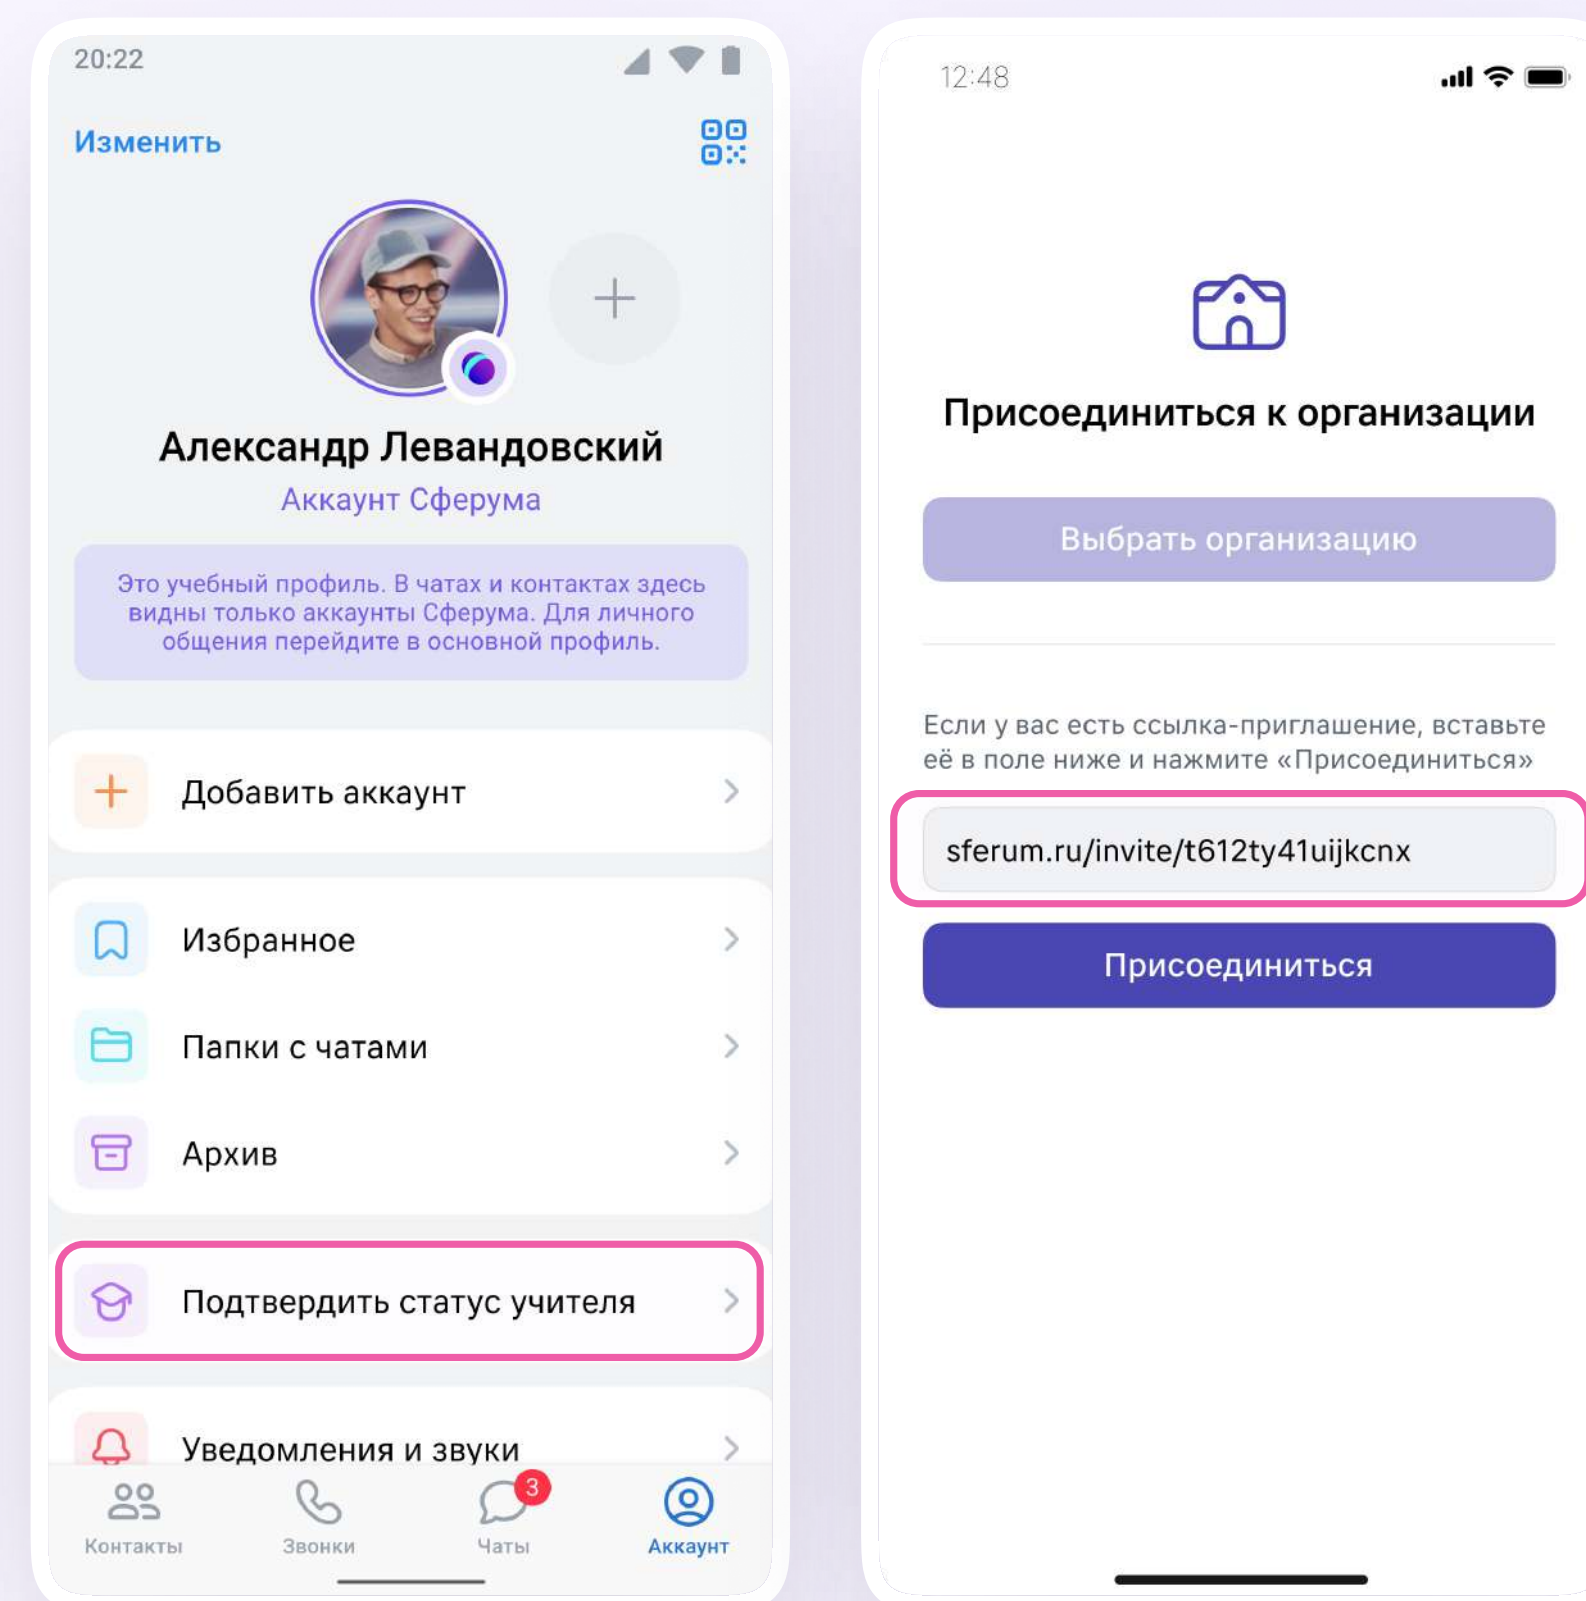 20:22
Изменить
Александр Левандовский
Аккаунт Сферума
Это учебный профиль. В чатах и контактах здесь
видны только аккаунты Сферума. Для личного
общения перейдите в основной профиль.
Добавить аккаунт
Избранное
Папки с чатами
Архив
Подтвердить статус учителя
Уведомления и звуки
3
Контакты
Звонки
Чаты
Аккаунт
12:48
Присоединиться к организации
Выбрать организацию
Если у вас есть ссылка-приглашение, вставьте
её в поле ниже и нажмите «Присоединиться»
sferum.ru/invite/t612ty41uijkcnx
Присоединиться